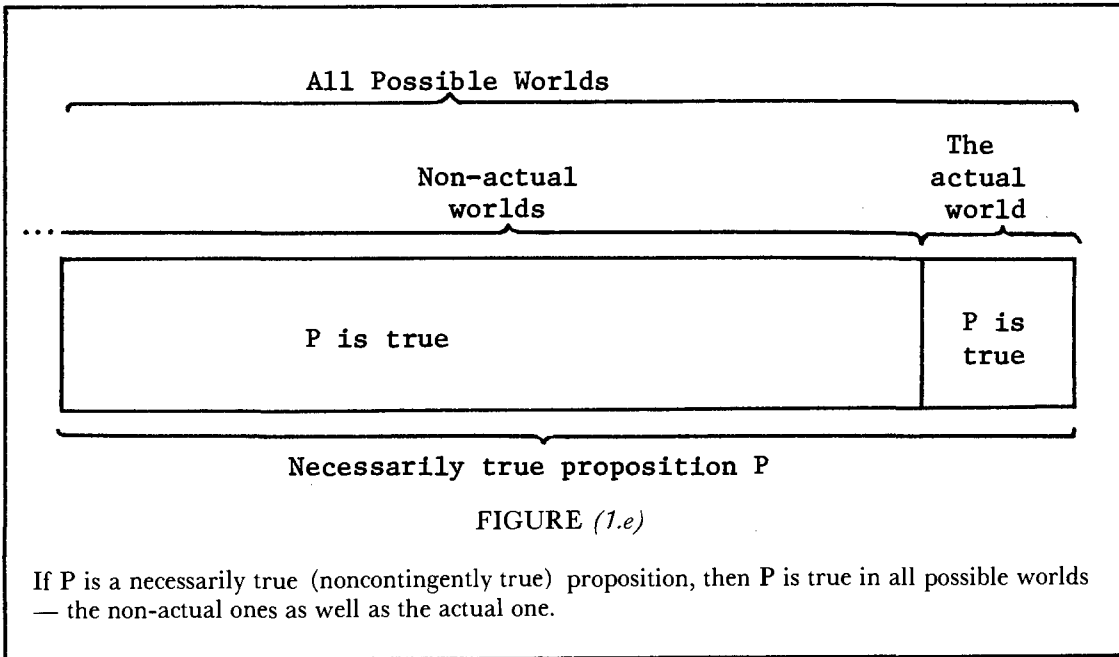 All Possible Worlds
The
actual
world
Non-actual
worlds
...
P is true
P is
true
Necessarily true proposition P
FIGURE (1.e)
If P is a necessarily true (noncontingently true) proposition, then P is true in all possible worlds
— the non-actual ones as well as the actual one.